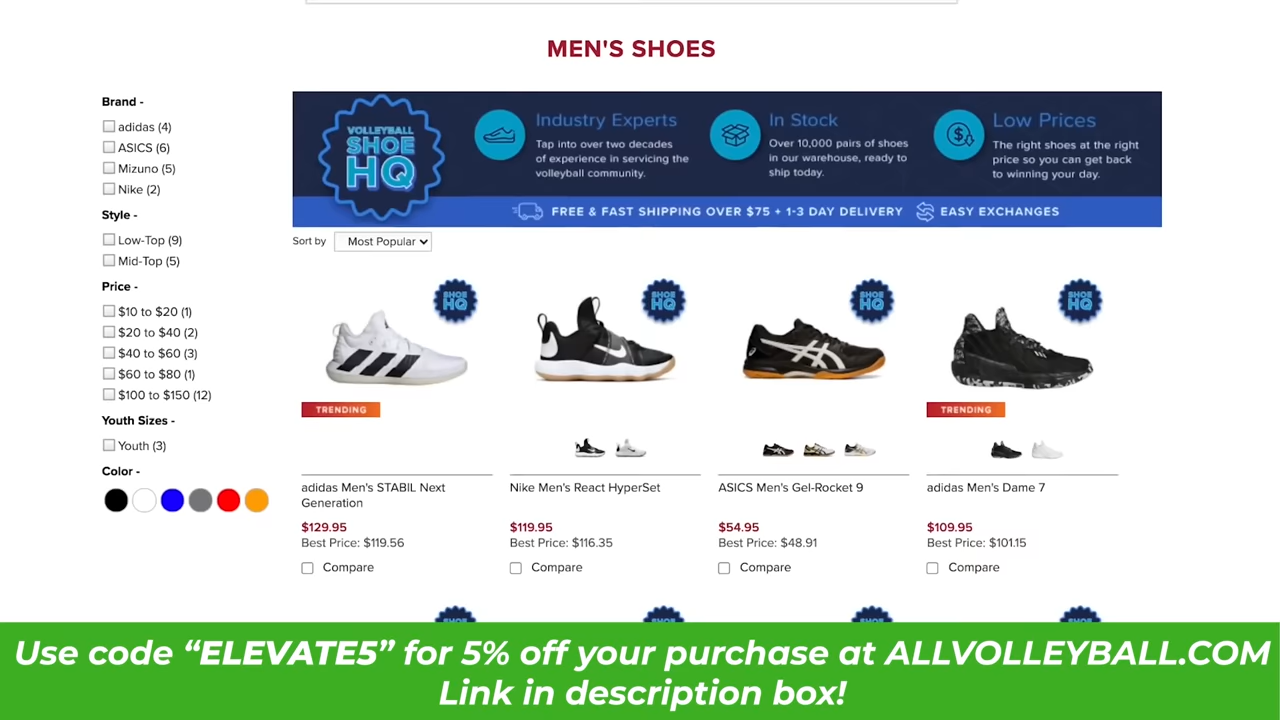 MEN'S SHOES
Brand -
adidas (4)
ASICS (6)
Mizuno (5)
Nike (2)
Style -
Low-Top (9)
Mid-Top (5)
Price -
$10 to $20 (1)
$20 to $40 (2)
$40 to $60 (3)
$60 to $80 (1)
$100 to $150 (12)
Youth Sizes -
Youth (3)
Color -
VOLLEYBALL
SHOE
HQ
Industry Experts
Tap into over two decades
of experience in servicing the
volleyball community.
In Stock
Over 10,000 pairs of shoes
in our warehouse, ready to
ship today.
Low Prices
The right shoes at the right
price so you can get back
to winning your day.
FREE & FAST SHIPPING OVER $75 + 1-3 DAY DELIVERY
EASY EXCHANGES
Sort by
Most Popular
SHOE
HQ
SHOE
HQ
SHOE
HQ
SHOE
HQ
TRENDING
TRENDING
adidas Men's STABIL Next
Generation
$129.95
Best Price: $119.56
Compare
Nike Men's React HyperSet
$119.95
Best Price: $116.35
Compare
ASICS Men's Gel-Rocket 9
$54.95
Best Price: $48.91
Compare
adidas Men's Dame 7
$109.95
Best Price: $101.15
Compare
Use code “ELEVATE5” for 5% off your purchase at ALLVOLLEYBALL.COM
Link in description box!